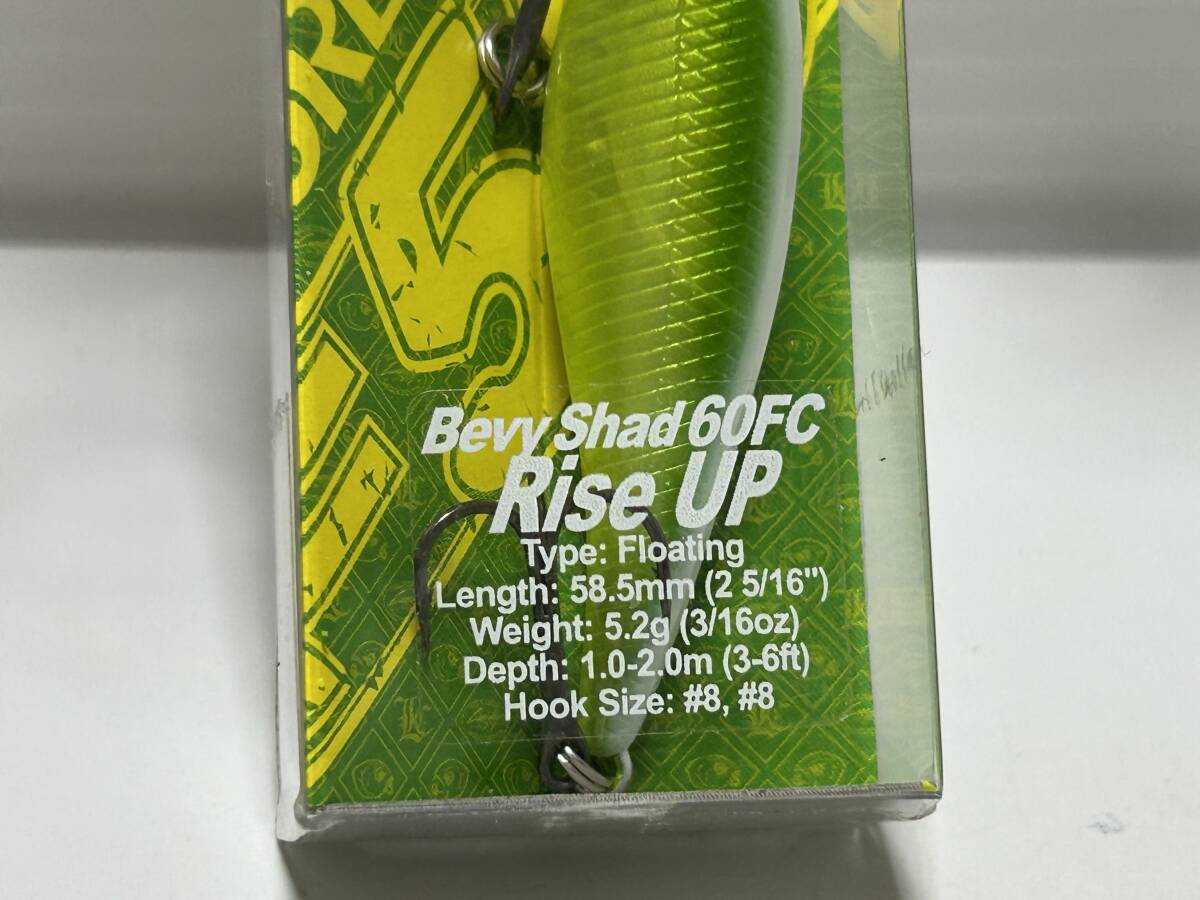 Bevy Shad 60FC
Rise UP
Type: Floating
Length: 58.5mm (2 5/16")
Weight: 5.2g (3/16oz)
Depth: 1.0-2.0m (3-6ft)
Hook Size: #8, #8